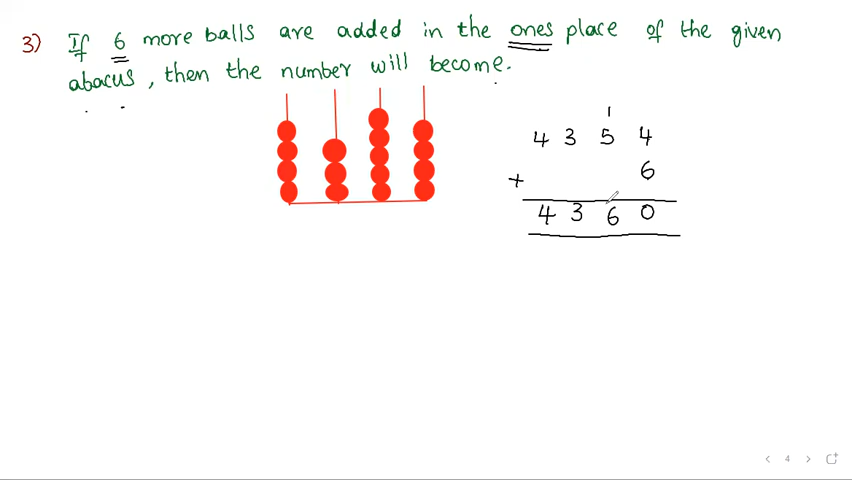 3) If 6 more balls are added in the ones place of the given
abacus, then the number will become.
1
4 3 5 4
+ 6
4 3 6 0
4